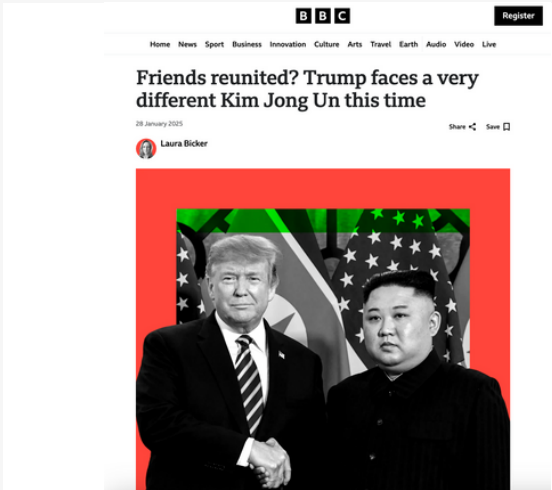 BBC
Register
Home News Sport Business Innovation Culture Arts Travel Earth Audio Video Live
Friends reunited? Trump faces a very
different Kim Jong Un this time
28 January 2025
Share Save
Laura Bicker